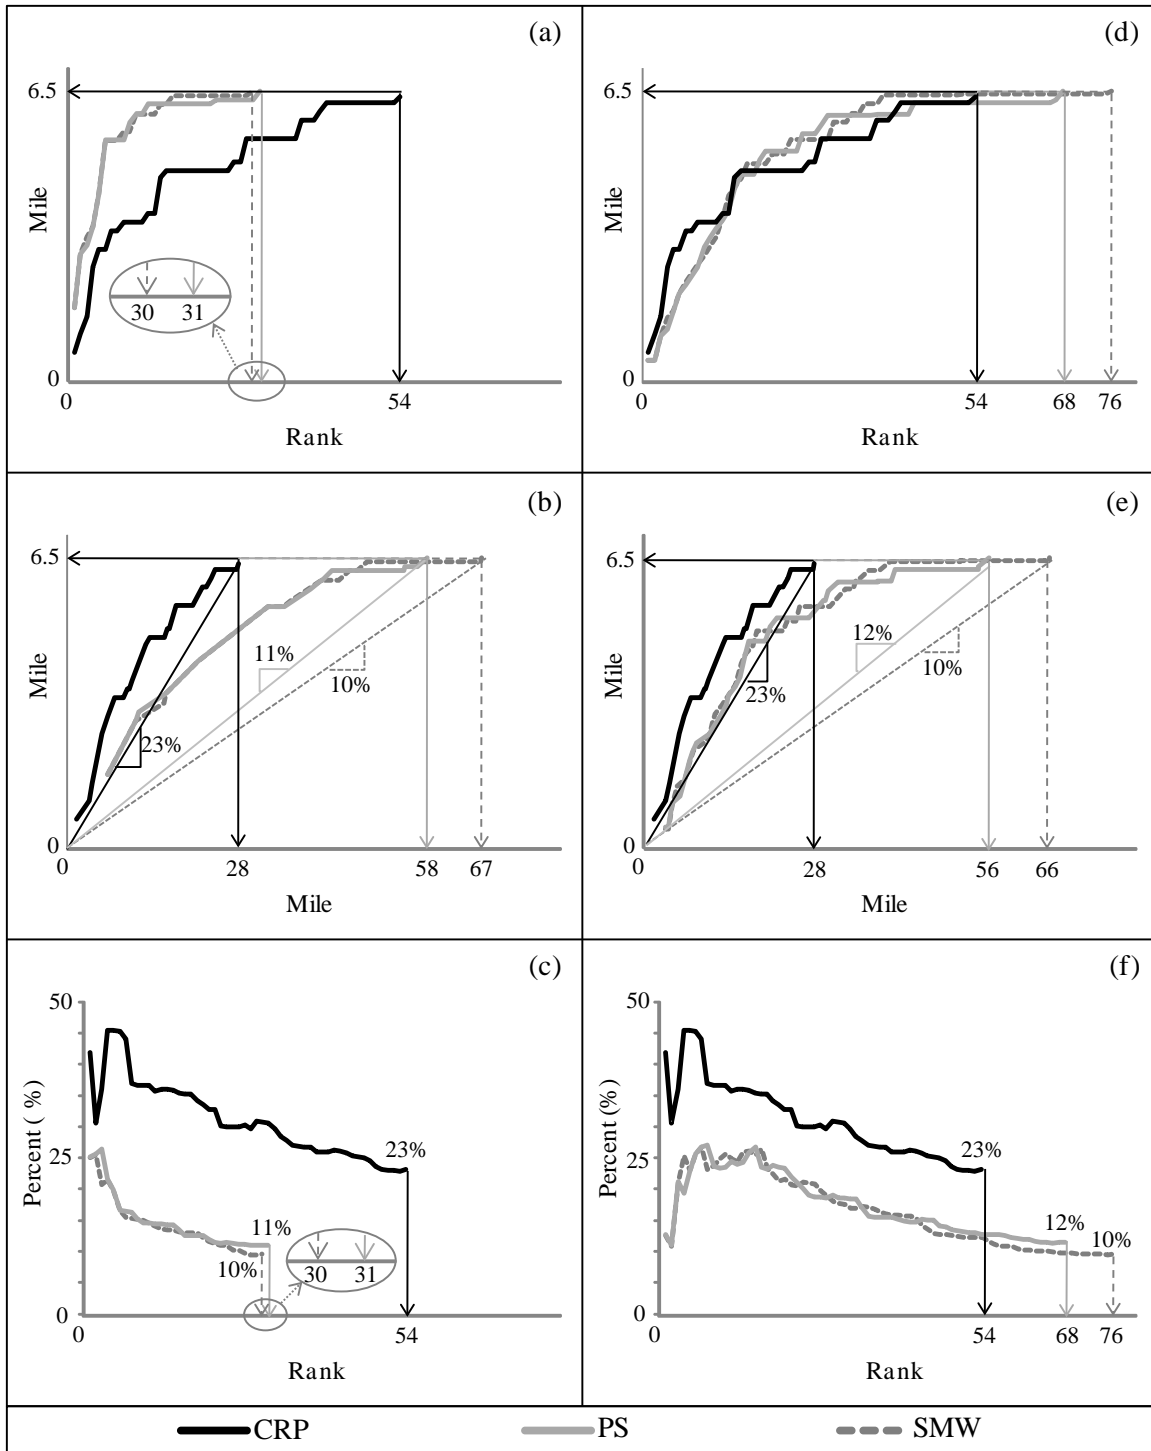 (a)
6.5
Mile
30 31
0
0 54
Rank
(d)
6.5
Mile
0
0 54 68 76
Rank
(b)
6.5
Mile
11%
10%
23%
0
0 28 58 67
Mile
(e)
6.5
Mile
12%
10%
23%
0
0 28 56 66
Mile
(c)
50
Percent ( %)
25
23%
11%
10%
30 31
0
0 54
Rank
(f)
50
Percent (%)
25
23%
12%
10%
0
0 54 68 76
Rank
CRP PS SMW